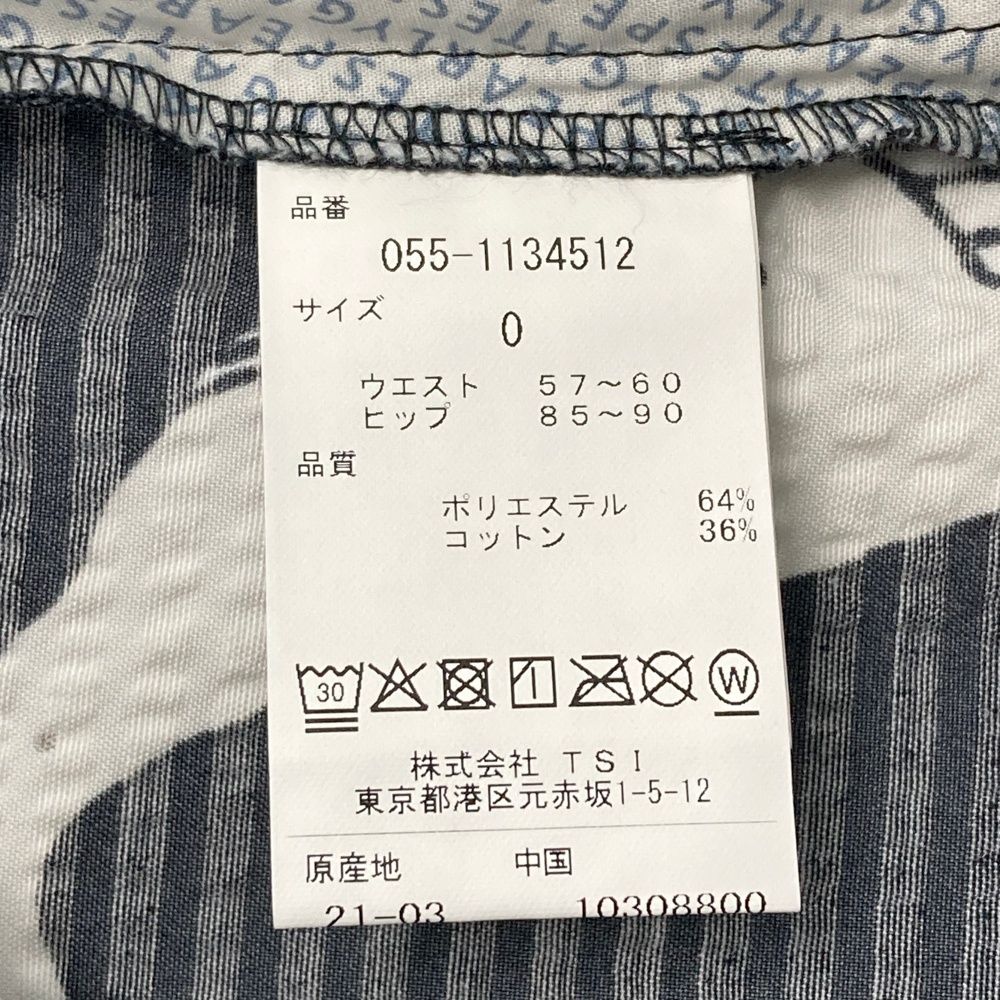 品番
055-1134512
サイズ
0
ウエスト 57～60
ヒップ 85～90
品質
ポリエステル 64%
コットン 36%
30
W
株式会社 TSI
東京都港区元赤坂1-5-12
原産地 中国
21-03 10308800